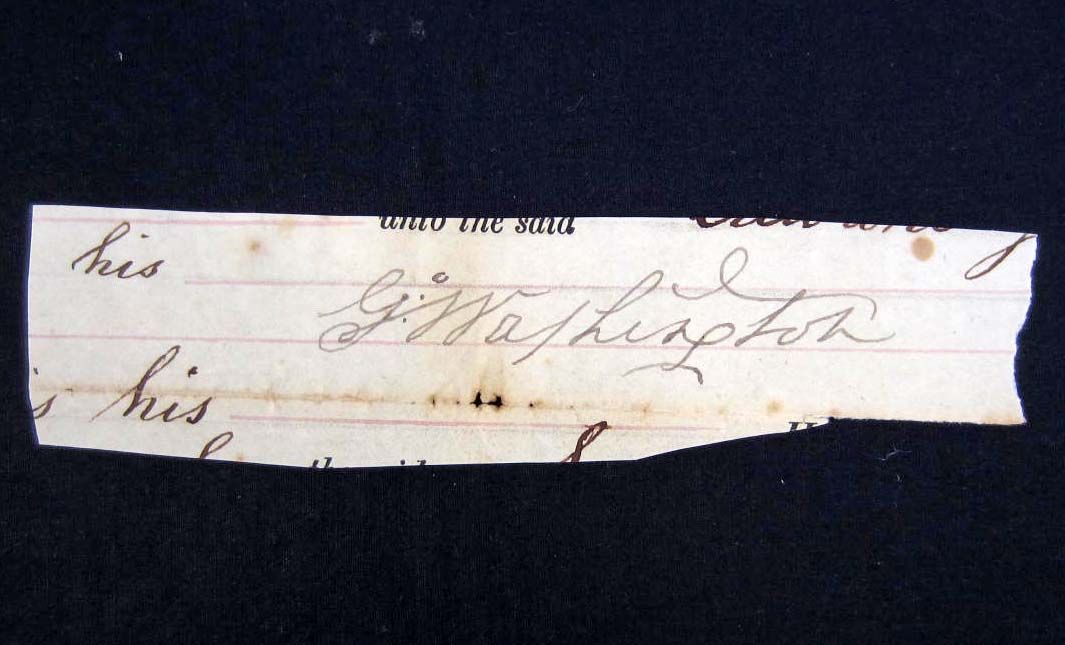 unto the said
his
G: Washington
his